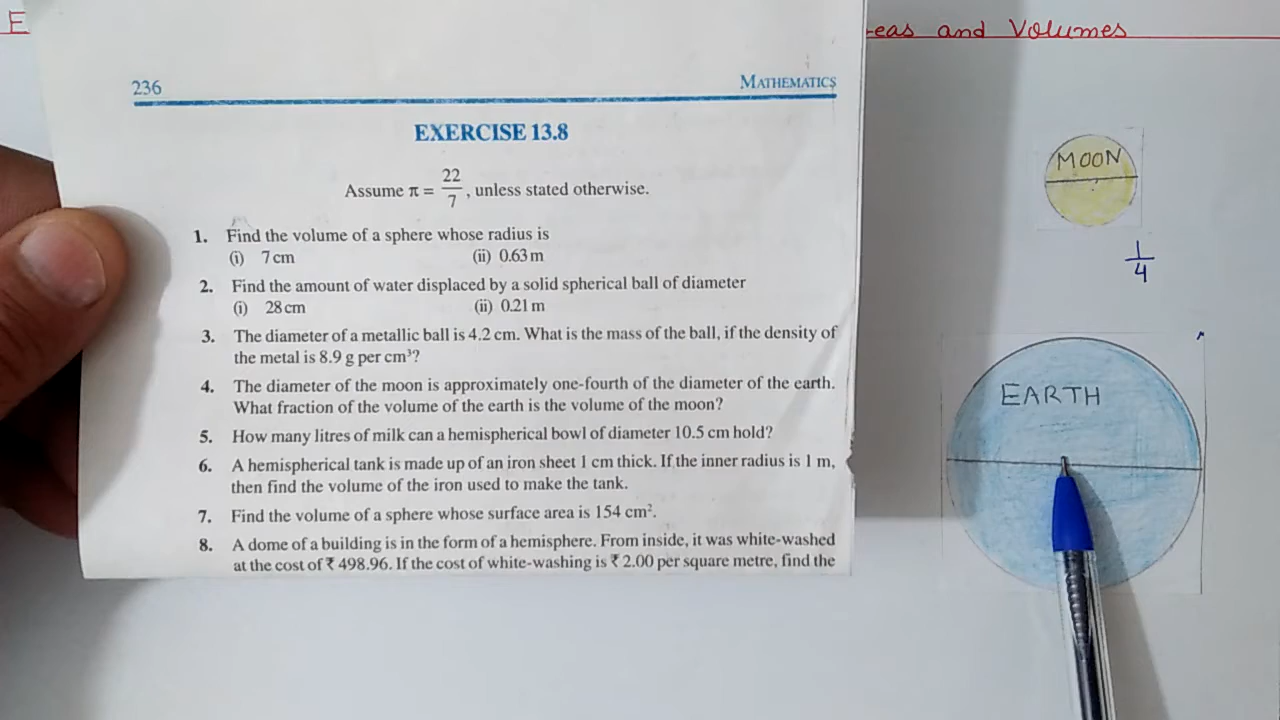 E
eas and Volumes
236
MATHEMATICS
EXERCISE 13.8
Assume π = 22/7, unless stated otherwise.
1. Find the volume of a sphere whose radius is
(i) 7 cm (ii) 0.63 m
2. Find the amount of water displaced by a solid spherical ball of diameter
(i) 28 cm (ii) 0.21 m
3. The diameter of a metallic ball is 4.2 cm. What is the mass of the ball, if the density of
the metal is 8.9 g per cm³?
4. The diameter of the moon is approximately one-fourth of the diameter of the earth.
What fraction of the volume of the earth is the volume of the moon?
5. How many litres of milk can a hemispherical bowl of diameter 10.5 cm hold?
6. A hemispherical tank is made up of an iron sheet 1 cm thick. If the inner radius is 1 m,
then find the volume of the iron used to make the tank.
7. Find the volume of a sphere whose surface area is 154 cm².
8. A dome of a building is in the form of a hemisphere. From inside, it was white-washed
at the cost of ₹ 498.96. If the cost of white-washing is ₹ 2.00 per square metre, find the
MOON
1/4
EARTH